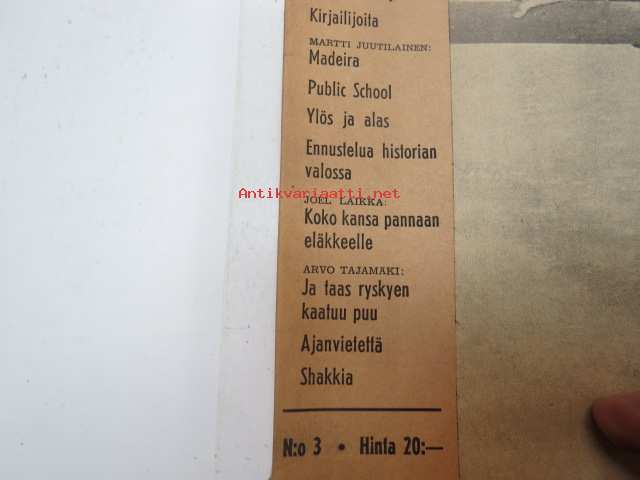 Kirjailijoita
MARTTI JUUTILAINEN:
Madeira
Public School
Ylös ja alas
Ennustelua historian
valossa
Antikvariaatti.net
JOEL LAIKKA:
Koko kansa pannaan
eläkkeelle
ARVO TAJAMÄKI:
Ja taas ryskyen
kaatuu puu
Ajanvietettä
Shakkia
N:o 3 • Hinta 20:—